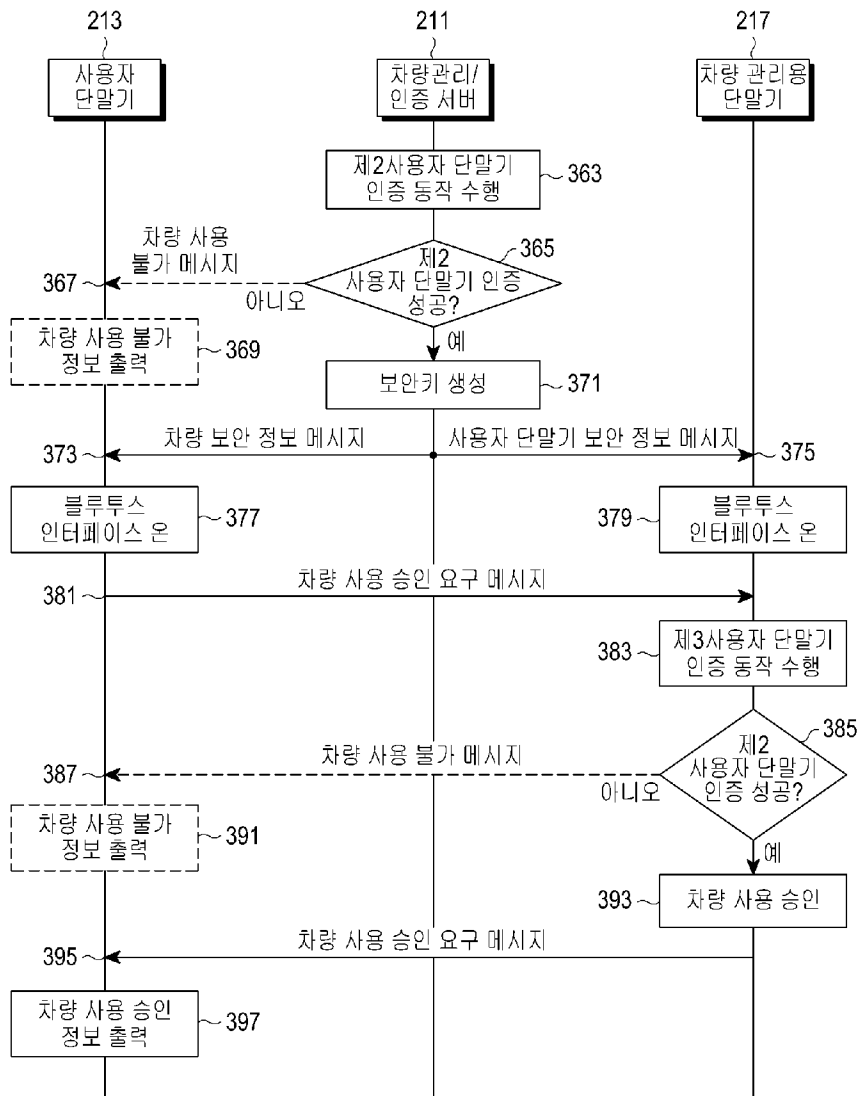 213
211
217
사용자
단말기
차량관리/
인증 서버
차량 관리용
단말기
제2사용자 단말기
인증 동작 수행
363
차량 사용
불가 메시지
365
제2
사용자 단말기 인증
성공?
367
아니오
예
차량 사용 불가
정보 출력
369
보안키 생성
371
차량 보안 정보 메시지
사용자 단말기 보안 정보 메시지
373
375
블루투스
인터페이스 온
377
379
블루투스
인터페이스 온
차량 사용 승인 요구 메시지
381
383
제3사용자 단말기
인증 동작 수행
385
차량 사용 불가 메시지
제2
사용자 단말기
인증 성공?
387
아니오
예
차량 사용 불가
정보 출력
391
393
차량 사용 승인
차량 사용 승인 요구 메시지
395
차량 사용 승인
정보 출력
397